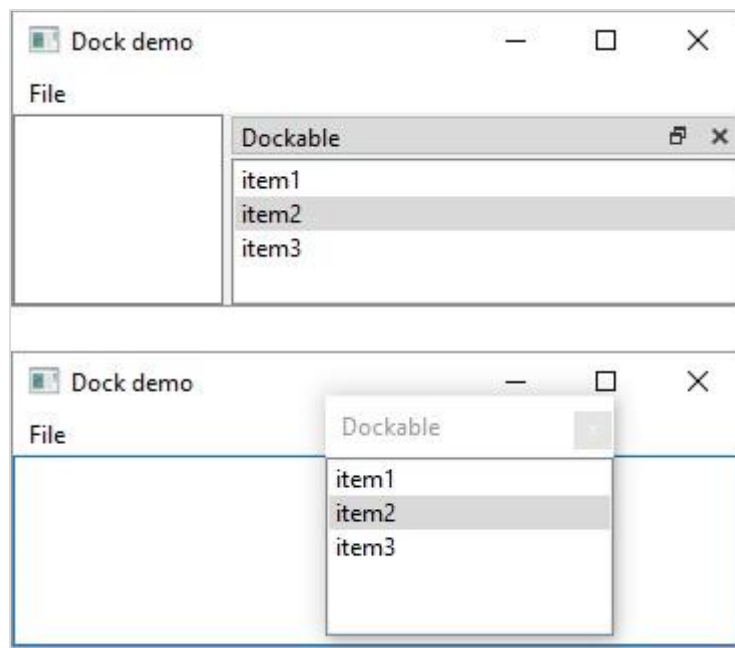 Dock demo
File
Dockable
item1
item2
item3
Dock demo
File
Dockable
item1
item2
item3